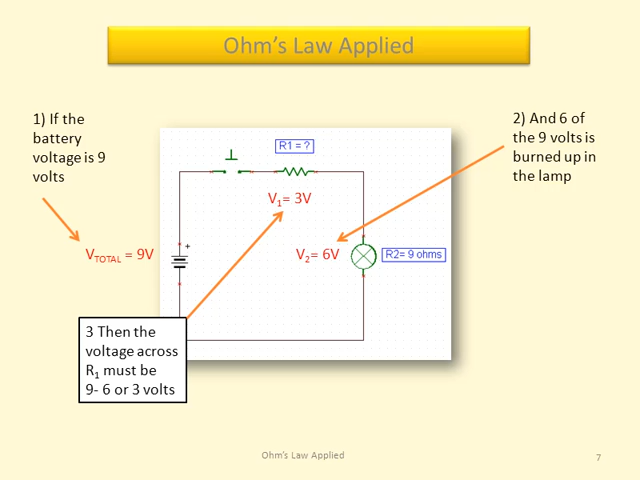 Ohm's Law Applied
1) If the
battery
voltage is 9
volts
2) And 6 of
the 9 volts is
burned up in
the lamp
R1 = ?
V1= 3V
VTOTAL = 9V
+
V2= 6V
R2= 9 ohms
3 Then the
voltage across
R1 must be
9- 6 or 3 volts
Ohm's Law Applied
7